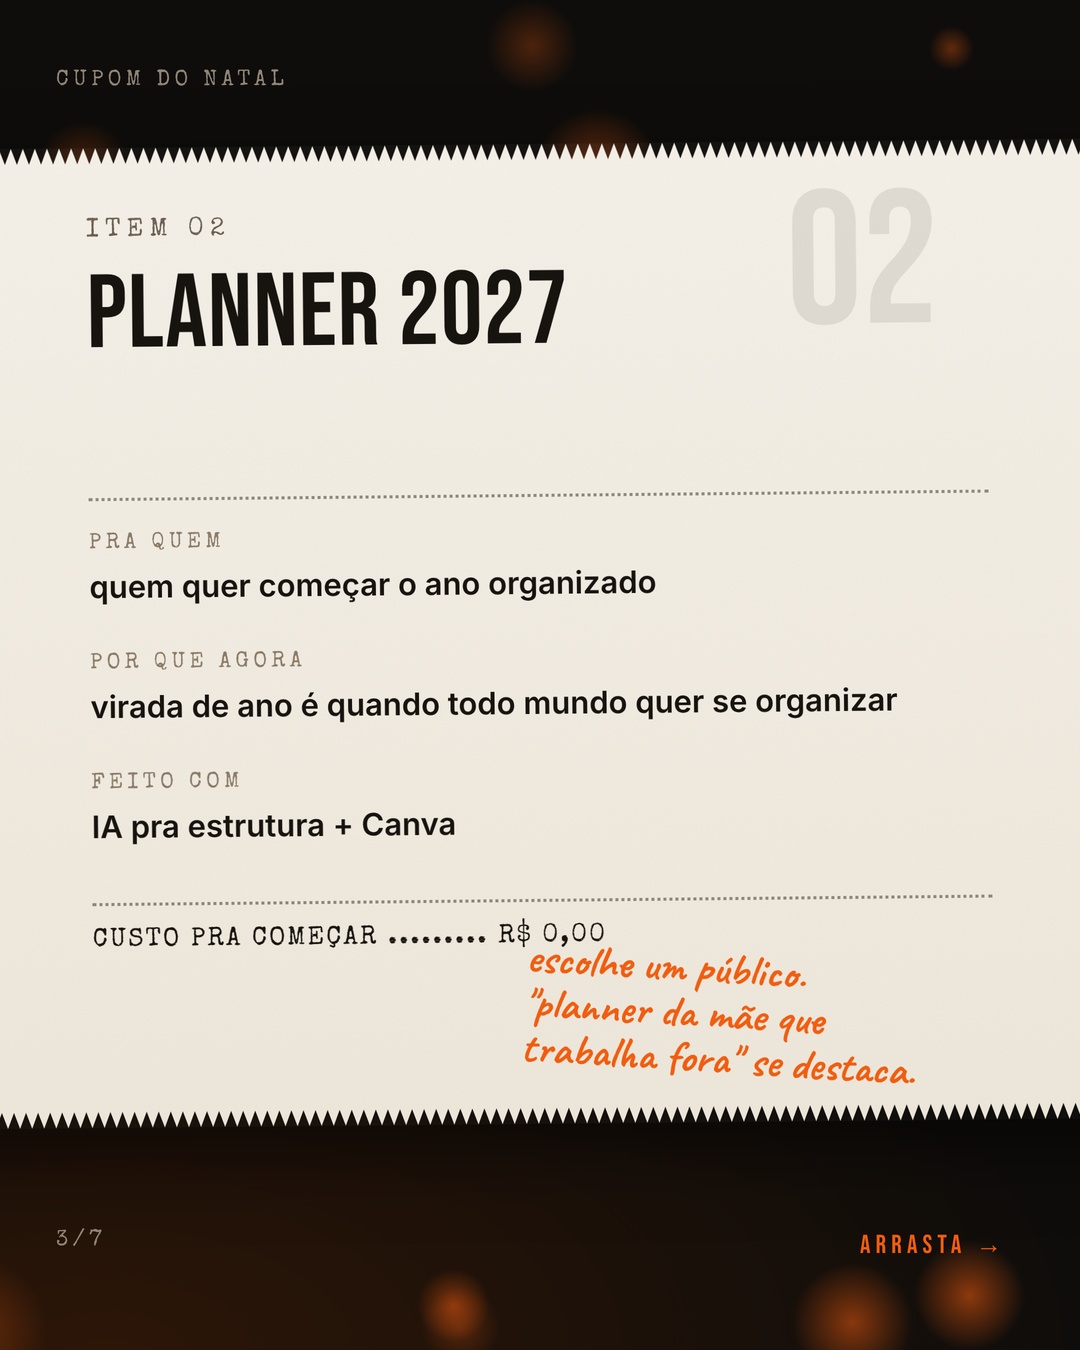 CUPOM DO NATAL
ITEM 02
02
PLANNER 2027
PRA QUEM
quem quer começar o ano organizado
POR QUE AGORA
virada de ano é quando todo mundo quer se organizar
FEITO COM
IA pra estrutura + Canva
CUSTO PRA COMEÇAR ......... R$ 0,00
escolhe um público.
"planner da mãe que
trabalha fora" se destaca.
3/7
ARRASTA →